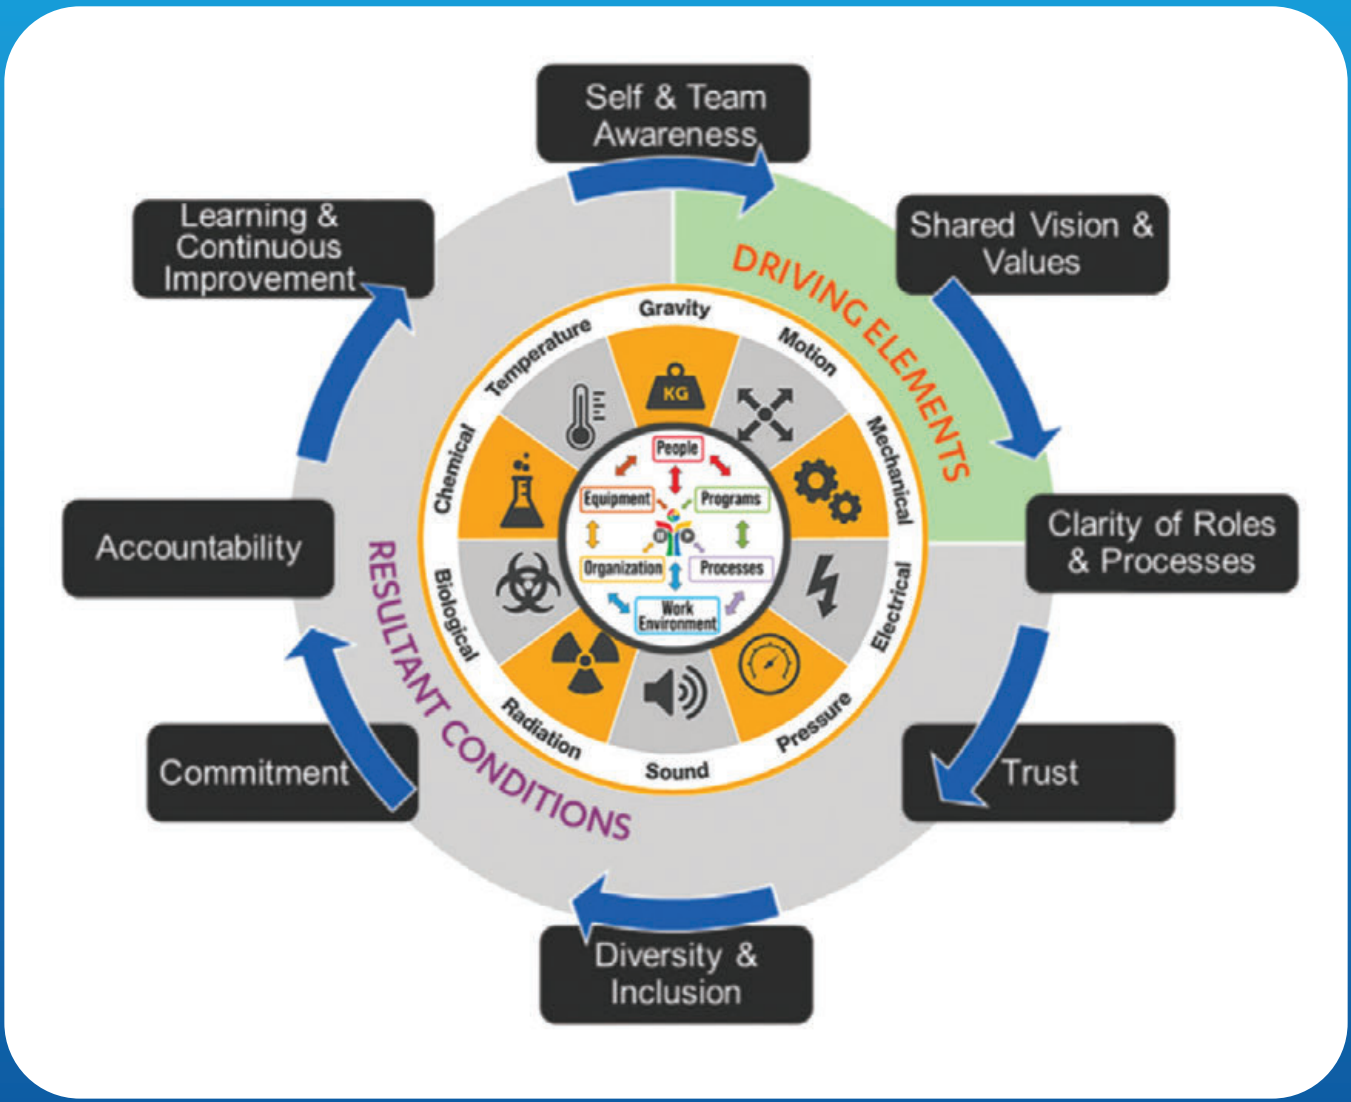 Self & Team
Awareness
Shared Vision &
Values
Clarity of Roles
& Processes
Trust
Diversity &
Inclusion
Commitment
Accountability
Learning &
Continuous
Improvement
DRIVING ELEMENTS
RESULTANT CONDITIONS
Gravity
Motion
Mechanical
Electrical
Pressure
Sound
Radiation
Biological
Chemical
Temperature
KG
People
Equipment
Programs
Organization
Processes
Work
Environment